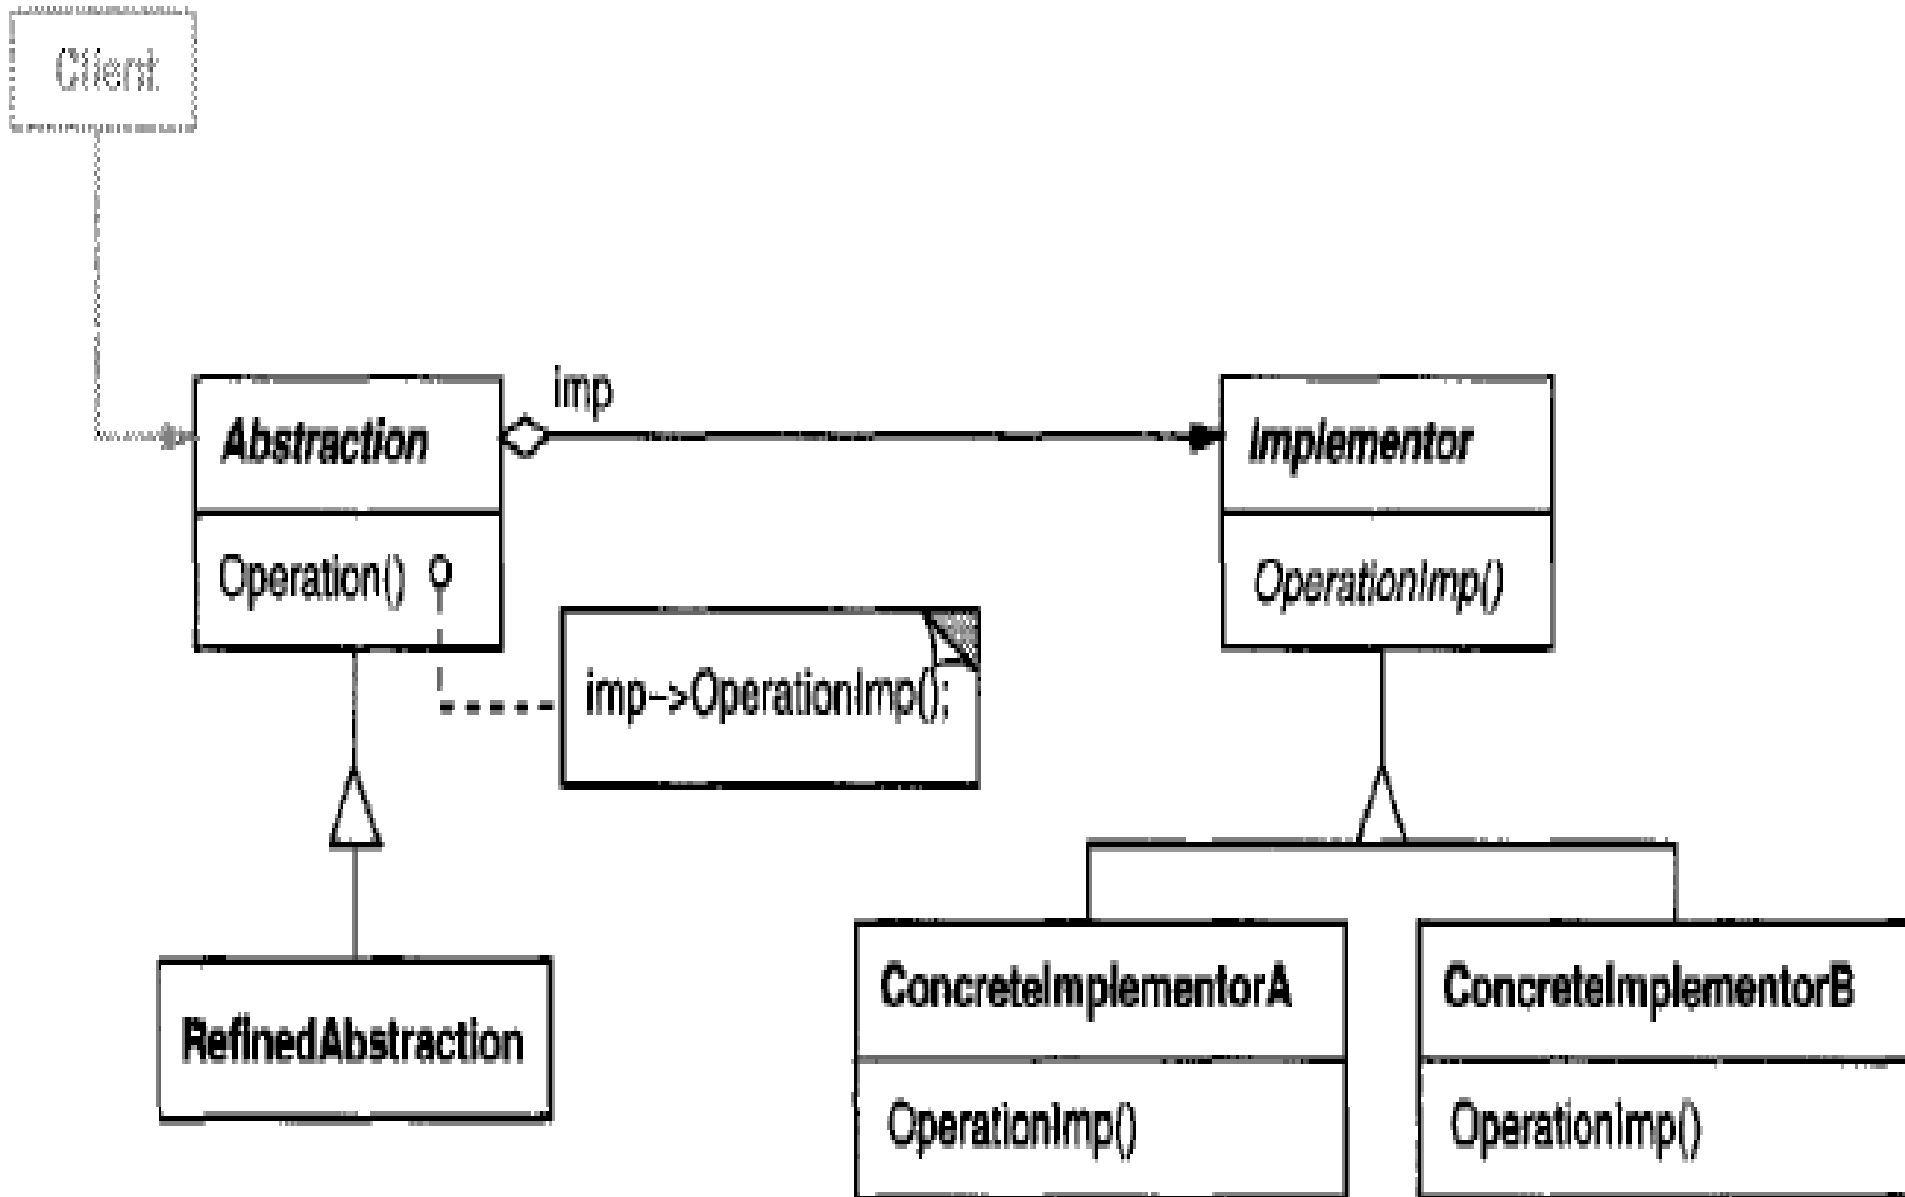 Client
imp
Abstraction
Implementor
Operation()
OperationImp()
imp->OperationImp();
RefinedAbstraction
ConcreteImplementorA
ConcreteImplementorB
OperationImp()
OperationImp()